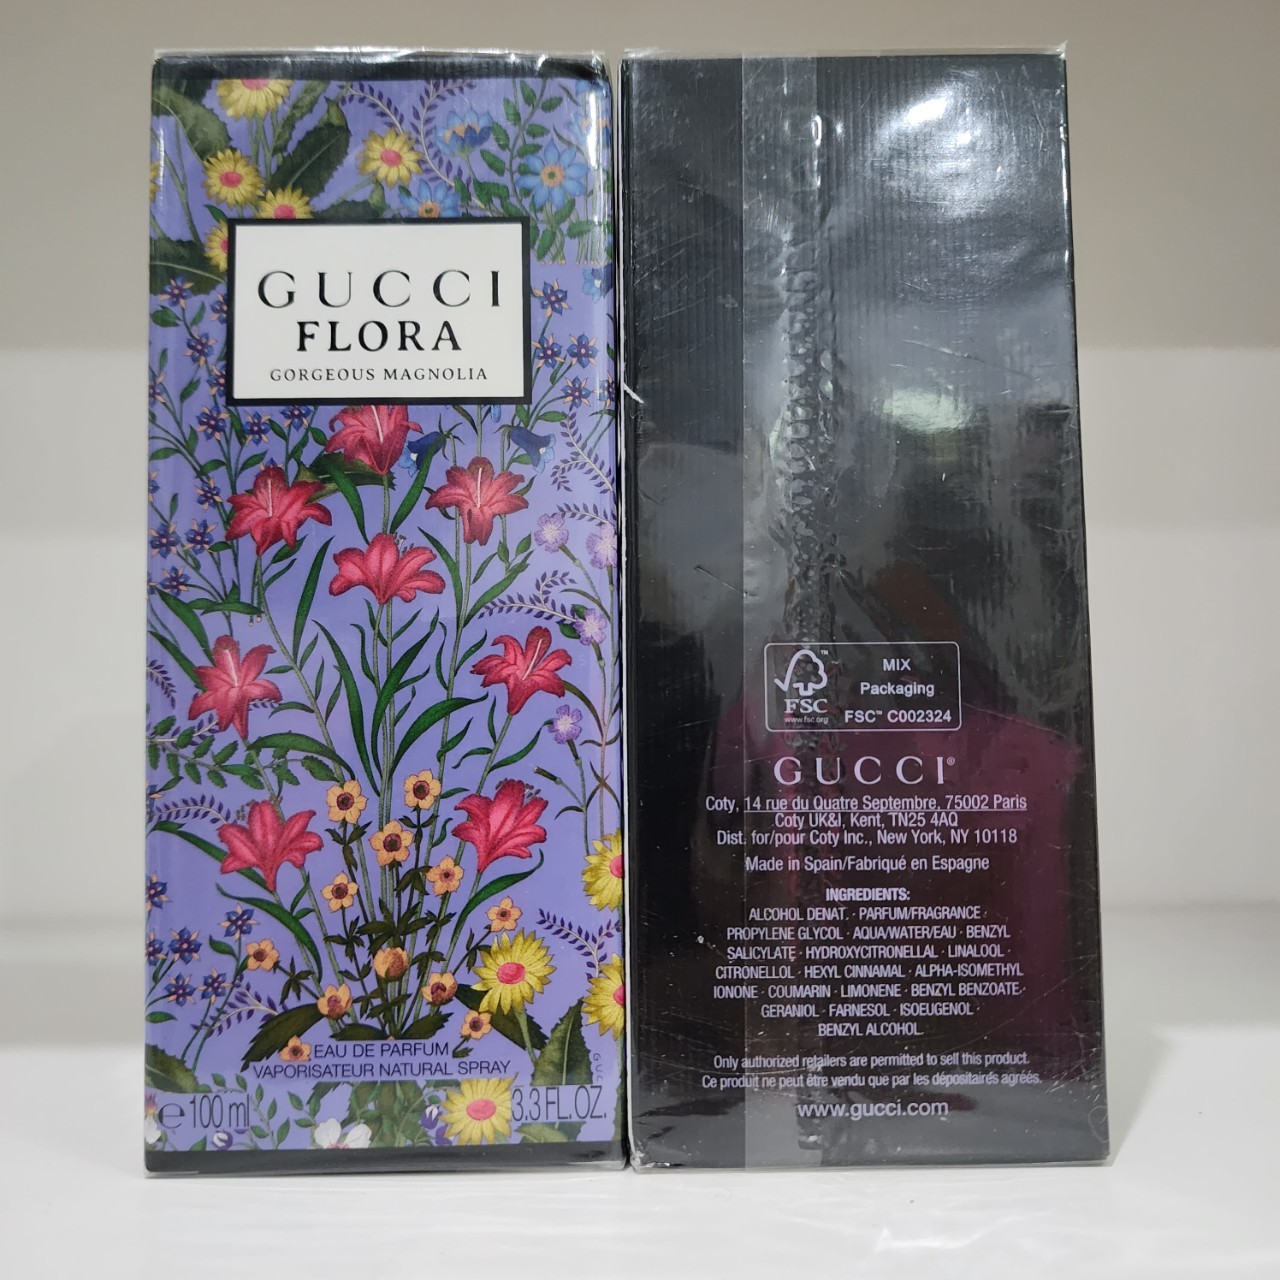 GUCCI
FLORA
GORGEOUS MAGNOLIA
EAU DE PARFUM
VAPORISATEUR NATURAL SPRAY
e 100 ml
3.3 FL. OZ.
FSC™
www.fsc.org
MIX
Packaging
FSC™ C002324
GUCCI®
Coty, 14 rue du Quatre Septembre, 75002 Paris
Coty UK&I, Kent, TN25 4AQ
Dist. for/pour Coty Inc., New York, NY 10118
Made in Spain/Fabriqué en Espagne
INGREDIENTS:
ALCOHOL DENAT. · PARFUM/FRAGRANCE ·
PROPYLENE GLYCOL · AQUA/WATER/EAU · BENZYL
SALICYLATE · HYDROXYCITRONELLAL · LINALOOL ·
CITRONELLOL · HEXYL CINNAMAL · ALPHA-ISOMETHYL
IONONE · COUMARIN · LIMONENE · BENZYL BENZOATE ·
GERANIOL · FARNESOL · ISOEUGENOL ·
BENZYL ALCOHOL
Only authorized retailers are permitted to sell this product.
Ce produit ne peut être vendu que par les dépositaires agréés.
www.gucci.com